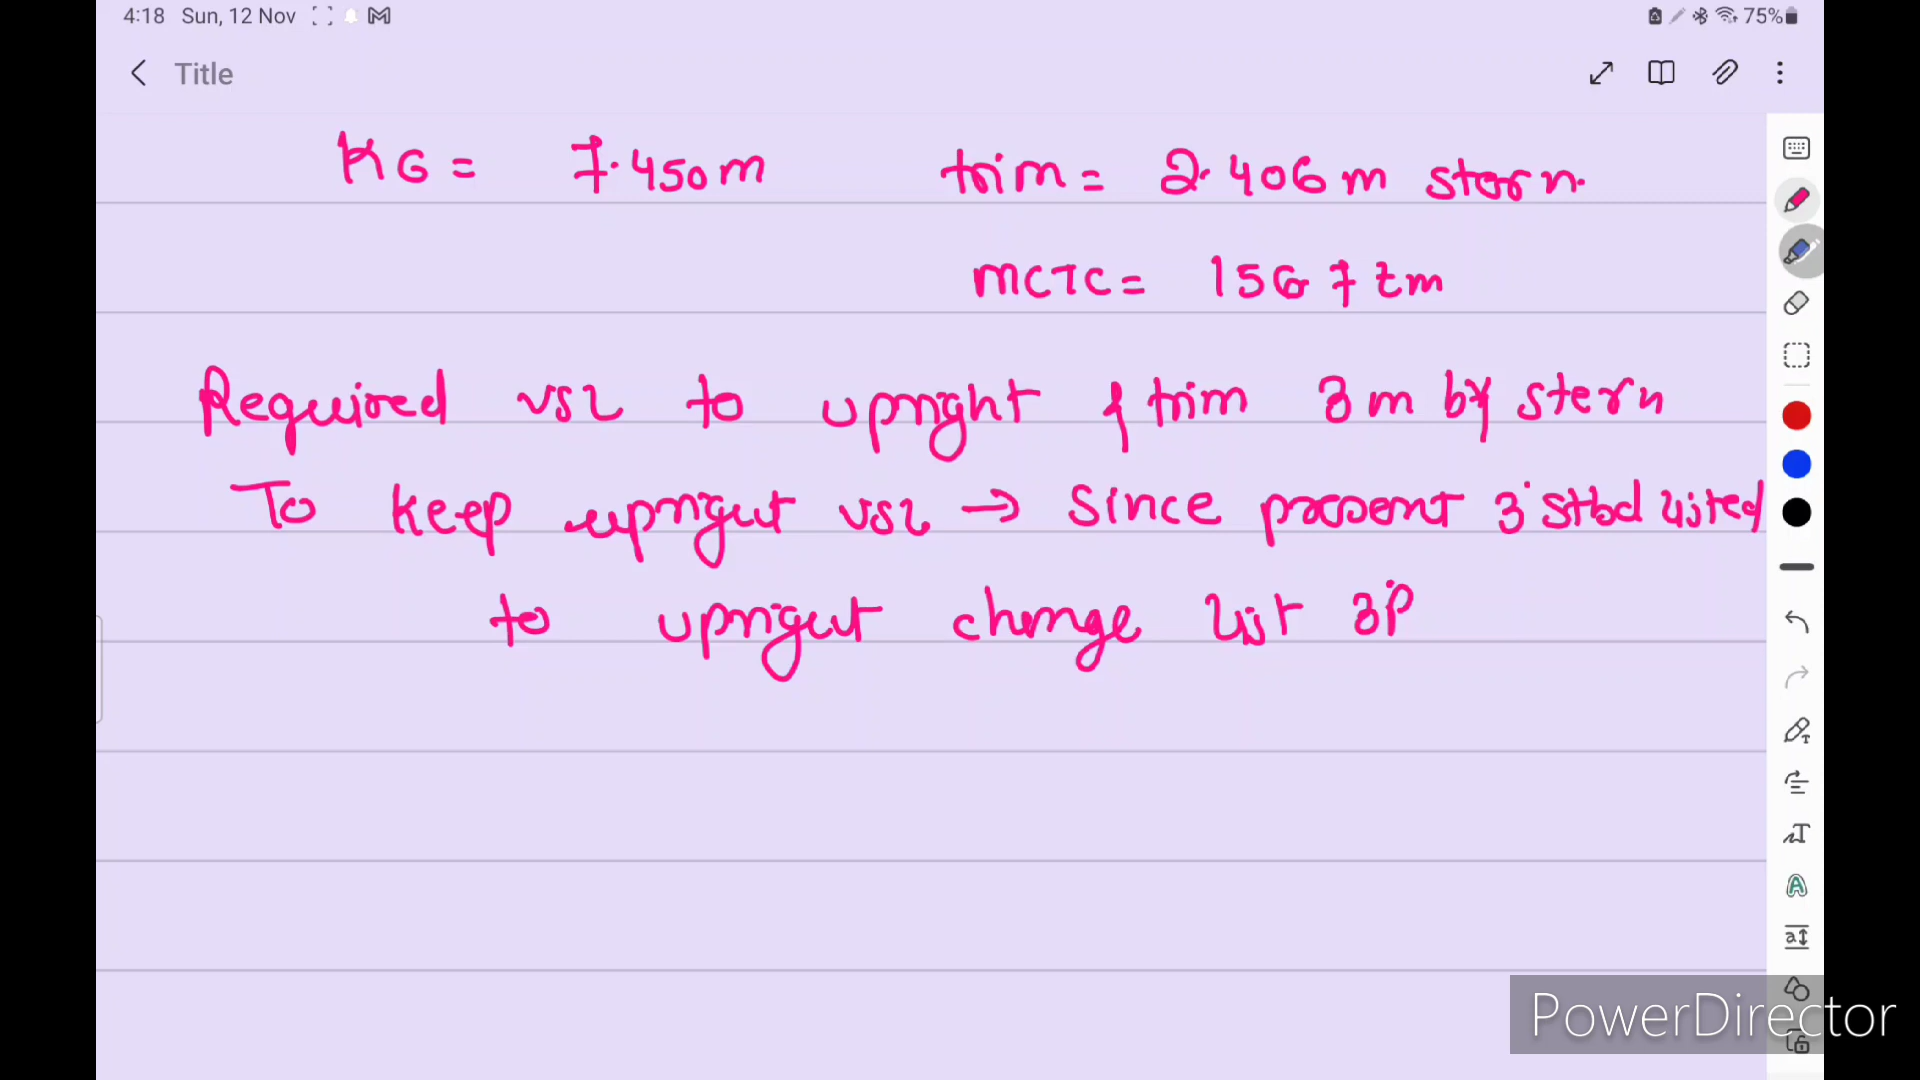 4:18 Sun, 12 Nov 75%
Title
KG = 7.450m trim = 2.406m stern.
MCTC = 1567 tm
Required vsl to upright & trim 3m by stern
To keep upright vsl → Since present 3° stbd listed
to upright change list 3°P
PowerDirector